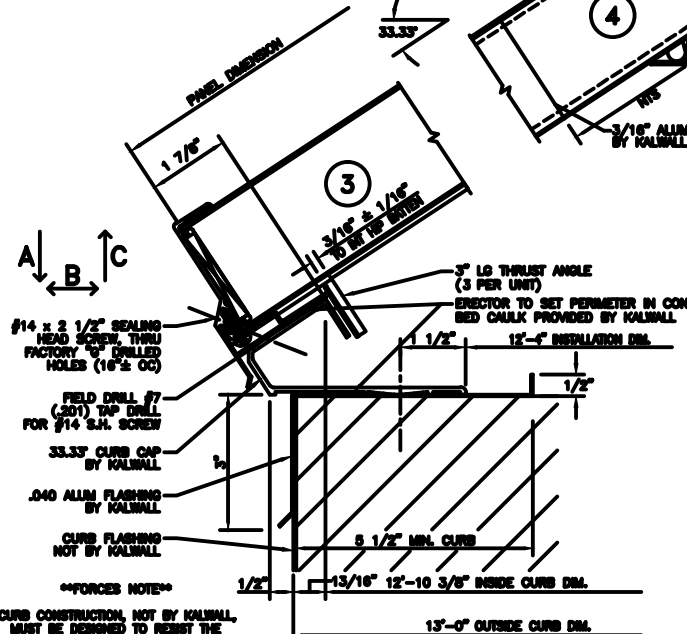 33.33°
4
PANEL DIMENSION
NTS
3/16" ALUM
BY KALWALL
1 7/8"
3
3/16" ± 1/16"
TO INT HIP BATTEN
A
B
C
3" LG THRUST ANGLE
(3 PER UNIT)
ERECTOR TO SET PERIMETER IN CON
BED CAULK PROVIDED BY KALWALL
#14 x 2 1/2" SEALING
HEAD SCREW, THRU
FACTORY "G" DRILLED
HOLES (16"± OC)
1 1/2"
12'-4" INSTALLATION DIM.
1/2"
FIELD DRILL #7
(.201) TAP DRILL
FOR #14 S.H. SCREW
33.33° CURB CAP
BY KALWALL
3"
.040 ALUM FLASHING
BY KALWALL
CURB FLASHING
NOT BY KALWALL
5 1/2" MIN. CURB
**FORCES NOTE**
1/2"
13/16"
12'-10 3/8" INSIDE CURB DIM.
CURB CONSTRUCTION, NOT BY KALWALL,
MUST BE DESIGNED TO RESIST THE
13'-0" OUTSIDE CURB DIM.